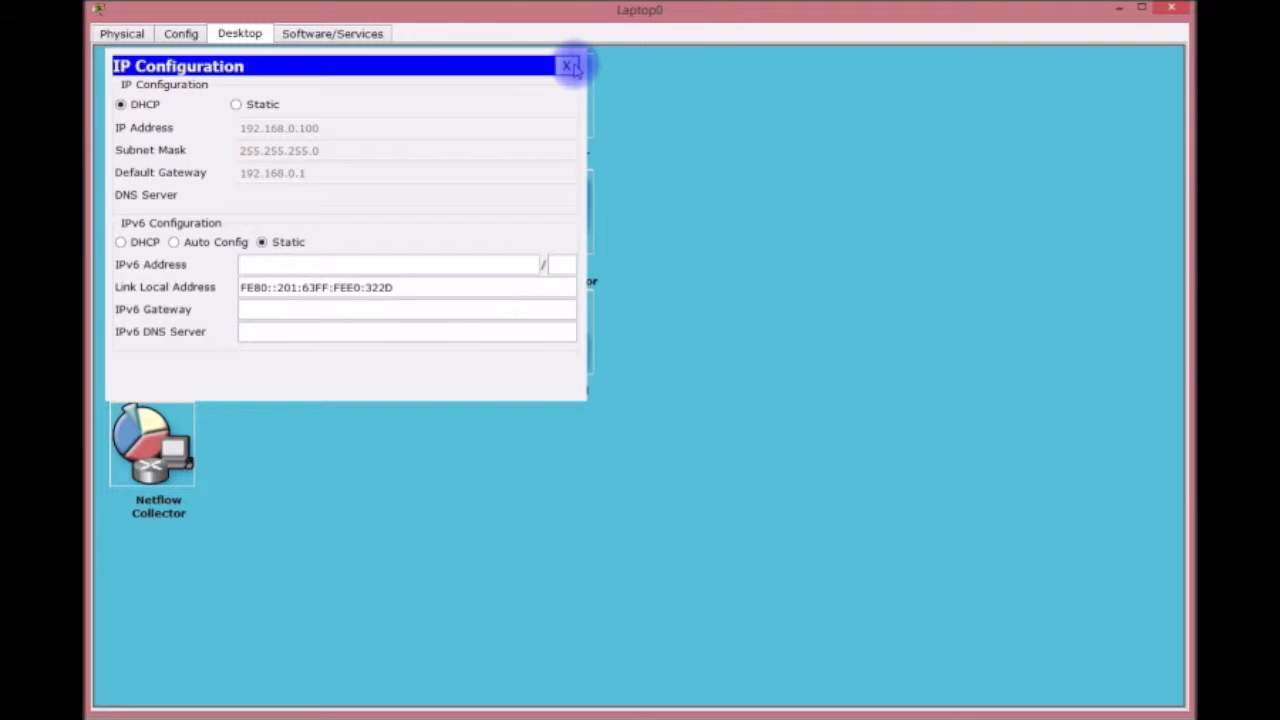 Laptop0
Physical Config Desktop Software/Services
IP Configuration X
IP Configuration
DHCP Static
IP Address 192.168.0.100
Subnet Mask 255.255.255.0
Default Gateway 192.168.0.1
DNS Server
IPv6 Configuration
DHCP Auto Config Static
IPv6 Address /
Link Local Address FE80::201:63FF:FEE0:322D
IPv6 Gateway
IPv6 DNS Server
or
Netflow
Collector